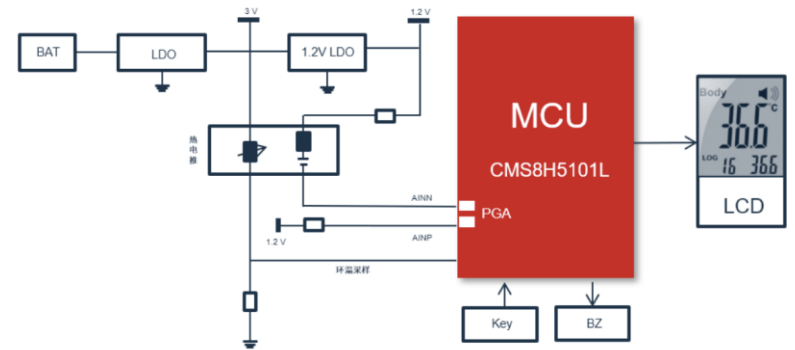 3 V
1.2 V
BAT
LDO
1.2V LDO
热电堆
MCU
CMS8H5101L
PGA
AINN
AINP
1.2 V
环温采样
Key
BZ
Body
36.6
°C
LOG
16
36.6
LCD